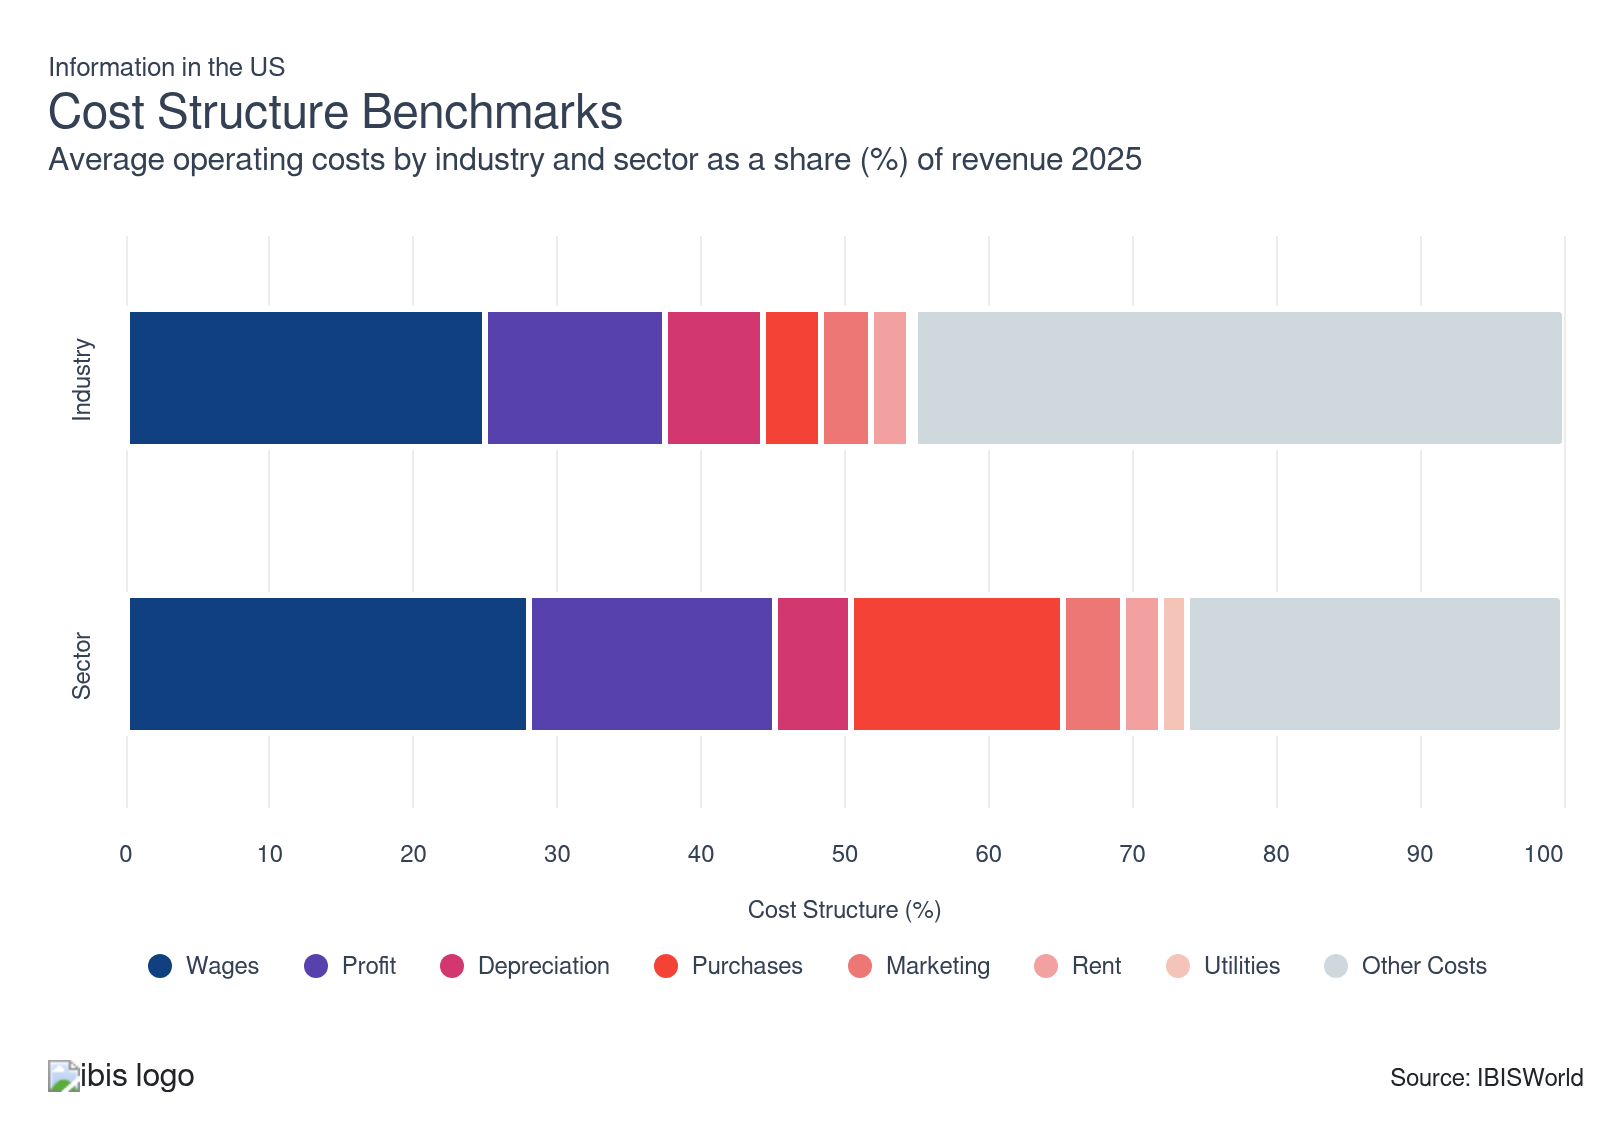 Information in the US
Cost Structure Benchmarks
Average operating costs by industry and sector as a share (%) of revenue 2025
Industry
Sector
0 10 20 30 40 50 60 70 80 90 100
Cost Structure (%)
Wages Profit Depreciation Purchases Marketing Rent Utilities Other Costs
ibis logo
Source: IBISWorld